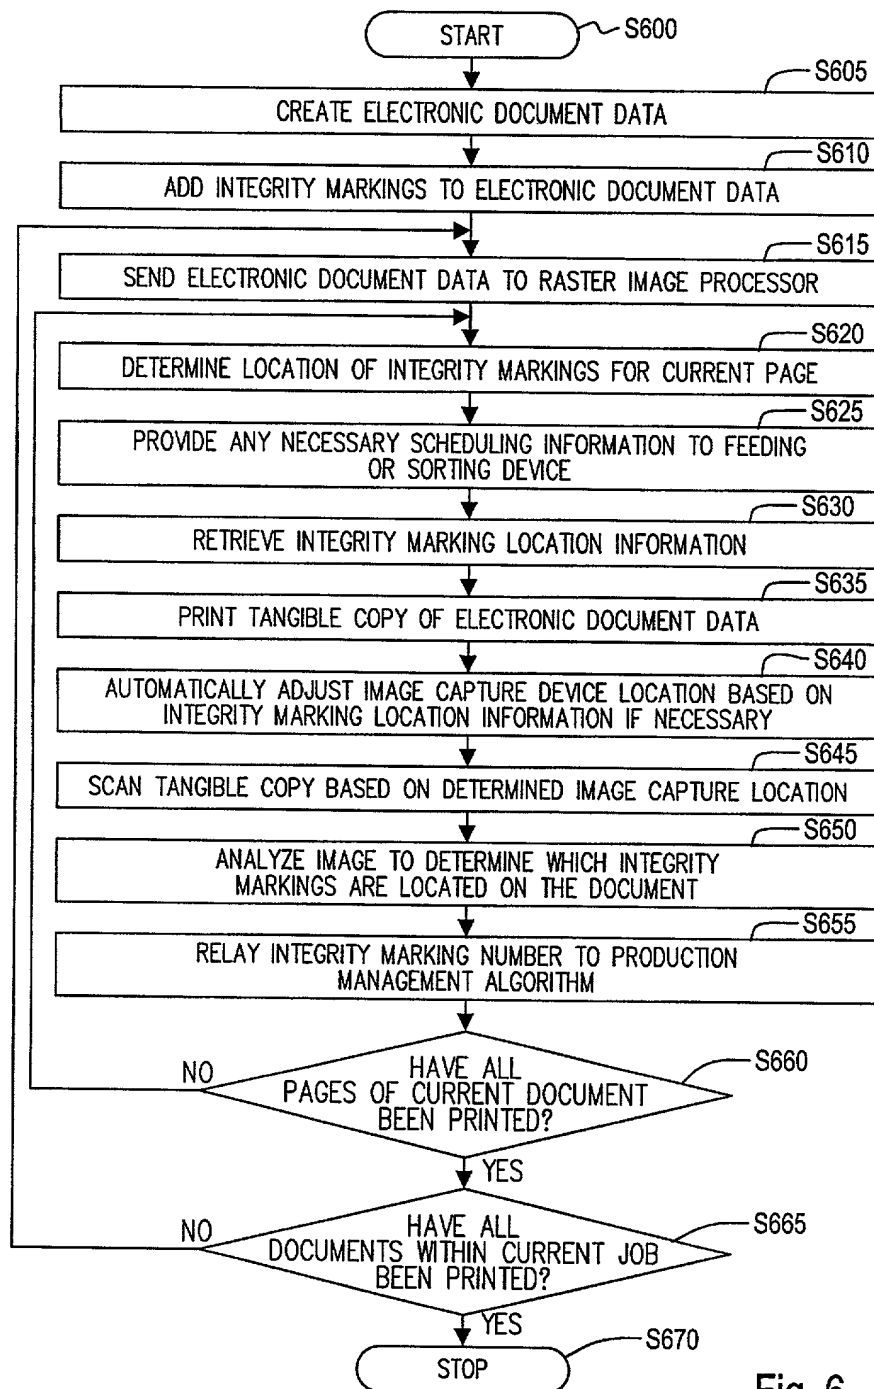 START
S600
S605
CREATE ELECTRONIC DOCUMENT DATA
S610
ADD INTEGRITY MARKINGS TO ELECTRONIC DOCUMENT DATA
S615
SEND ELECTRONIC DOCUMENT DATA TO RASTER IMAGE PROCESSOR
S620
DETERMINE LOCATION OF INTEGRITY MARKINGS FOR CURRENT PAGE
S625
PROVIDE ANY NECESSARY SCHEDULING INFORMATION TO FEEDING
OR SORTING DEVICE
S630
RETRIEVE INTEGRITY MARKING LOCATION INFORMATION
S635
PRINT TANGIBLE COPY OF ELECTRONIC DOCUMENT DATA
S640
AUTOMATICALLY ADJUST IMAGE CAPTURE DEVICE LOCATION BASED ON
INTEGRITY MARKING LOCATION INFORMATION IF NECESSARY
S645
SCAN TANGIBLE COPY BASED ON DETERMINED IMAGE CAPTURE LOCATION
S650
ANALYZE IMAGE TO DETERMINE WHICH INTEGRITY
MARKINGS ARE LOCATED ON THE DOCUMENT
S655
RELAY INTEGRITY MARKING NUMBER TO PRODUCTION
MANAGEMENT ALGORITHM
S660
NO
HAVE ALL
PAGES OF CURRENT DOCUMENT
BEEN PRINTED?
YES
S665
NO
HAVE ALL
DOCUMENTS WITHIN CURRENT JOB
BEEN PRINTED?
YES
S670
STOP
Fig. 6